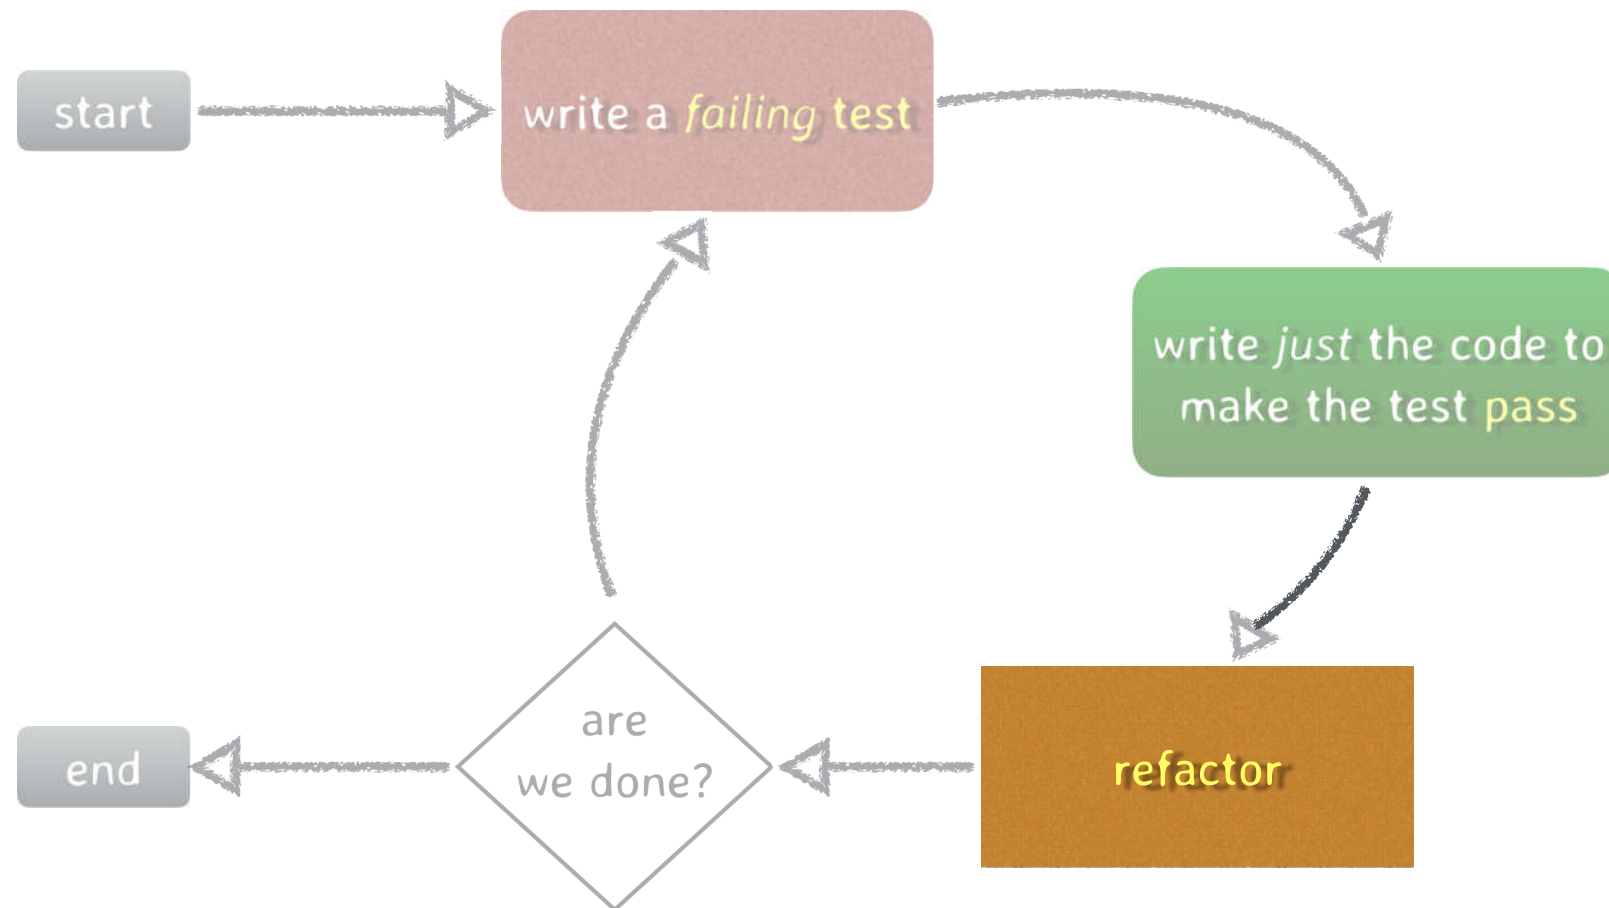 start
write a failing test
write just the code to
make the test pass
refactor
are
we done?
end